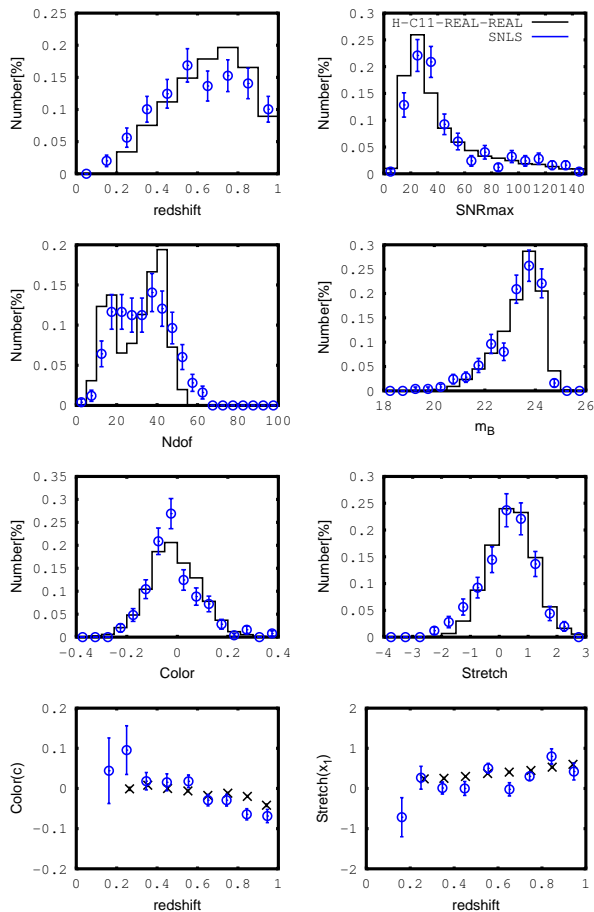 H-C11-REAL-REAL
SNLS
Number[%]
0.2
0.15
0.1
0.05
0
0 0.2 0.4 0.6 0.8 1
redshift
Number[%]
0.3
0.25
0.2
0.15
0.1
0.05
0
0 20 40 60 80 100 120 140
SNRmax
Number[%]
0.2
0.15
0.1
0.05
0
0 20 40 60 80 100
Ndof
Number[%]
0.3
0.25
0.2
0.15
0.1
0.05
0
18 20 22 24 26
m_B
Number[%]
0.35
0.3
0.25
0.2
0.15
0.1
0.05
0
−0.4 −0.2 0 0.2 0.4
Color
Number[%]
0.3
0.25
0.2
0.15
0.1
0.05
0
−4 −3 −2 −1 0 1 2 3
Stretch
Color(c)
0.2
0.1
0
−0.1
−0.2
0 0.2 0.4 0.6 0.8 1
redshift
Stretch(x₁)
2
1
0
−1
−2
0 0.2 0.4 0.6 0.8 1
redshift